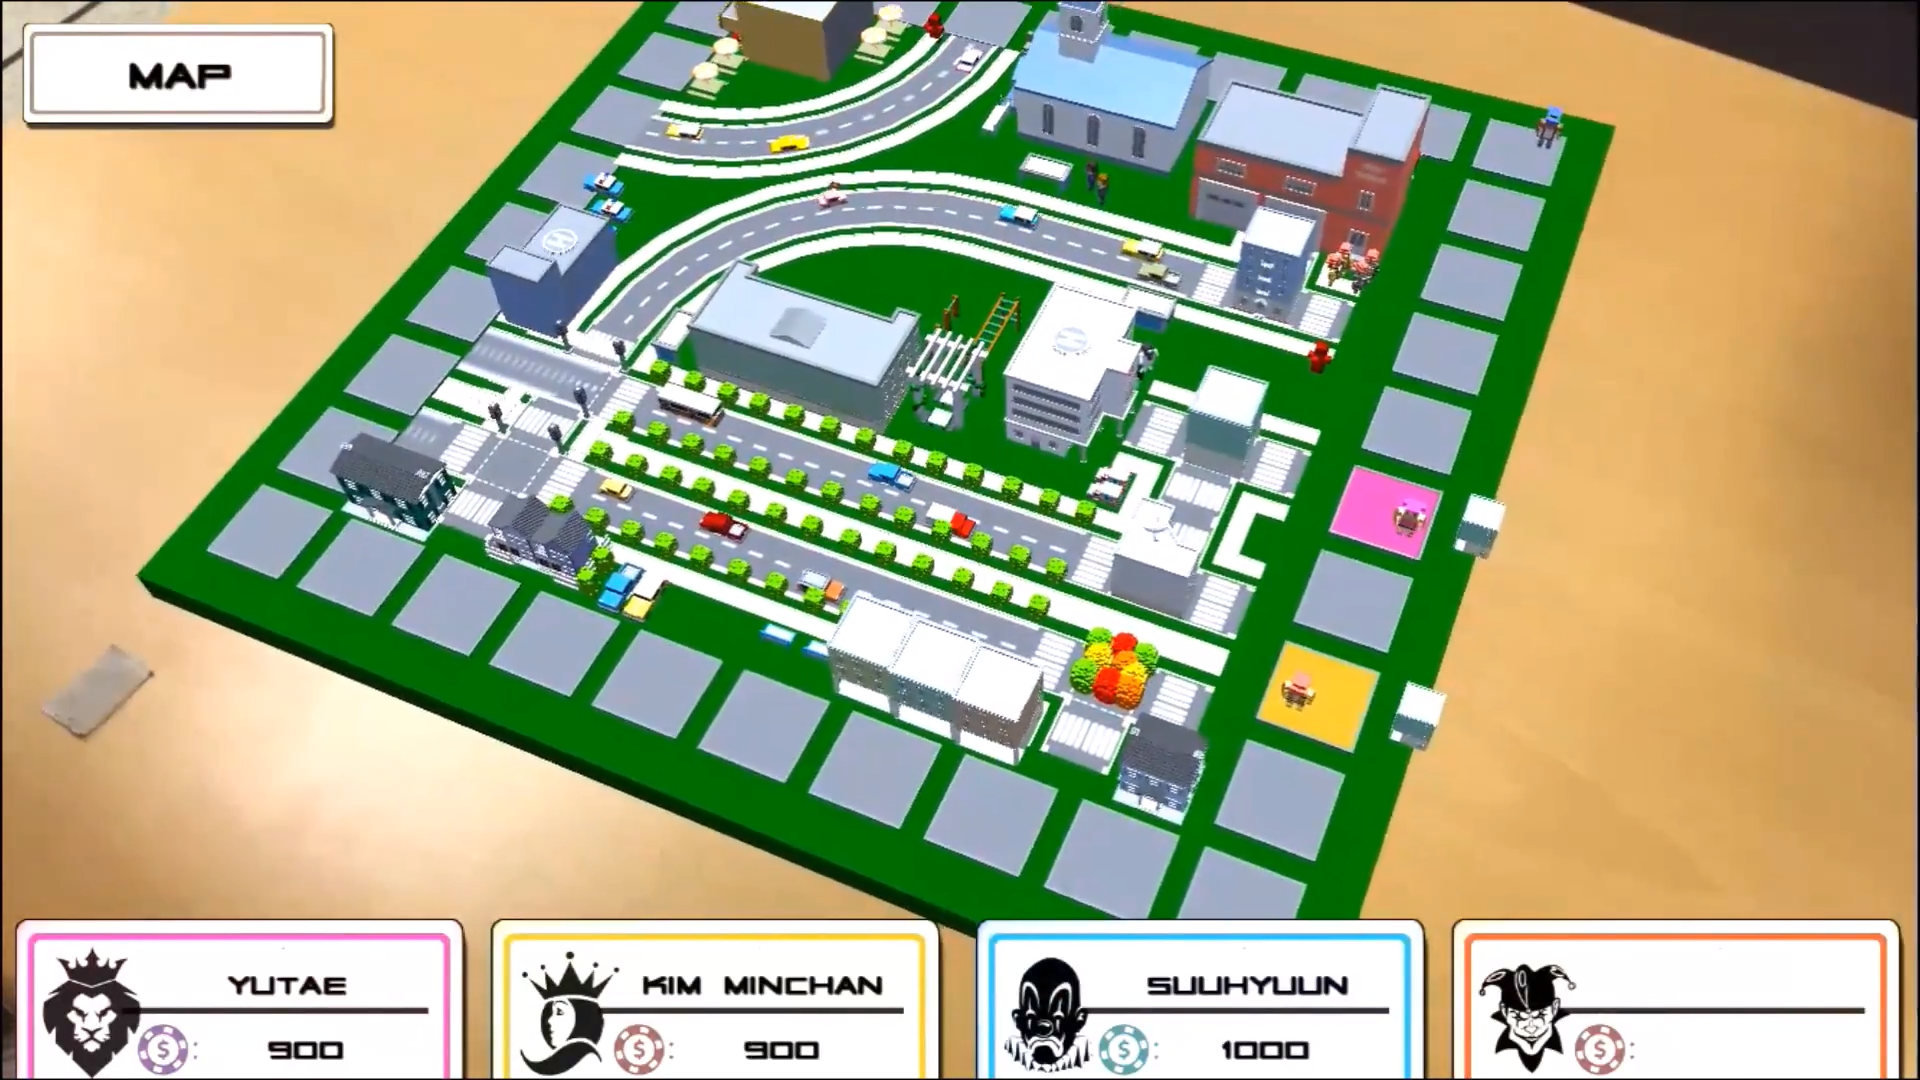 MAP
YUTAE
$: 900
KIM MINCHAN
$: 900
SUUHYUUN
$: 1000
$:
H
H